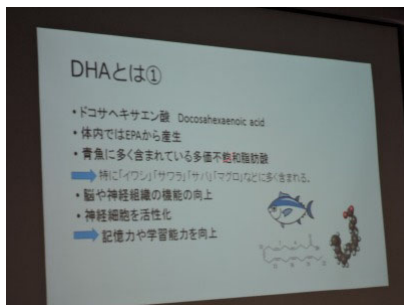 DHAとは①
・ドコサヘキサエン酸 Docosahexaenoic acid
・体内ではEPAから産生
・青魚に多く含まれている多価不飽和脂肪酸
特に「イワシ」「サワラ」「サバ」「マグロ」などに多く含まれる。
・脳や神経組織の機能の向上
・神経細胞を活性化
記憶力や学習能力を向上